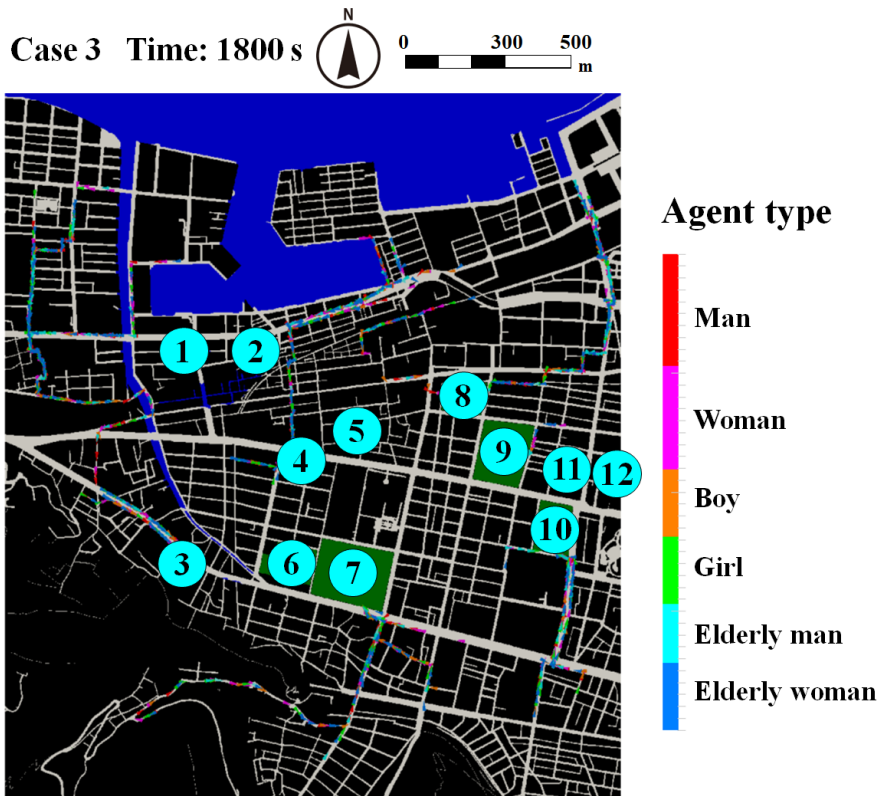 N
Case 3 Time: 1800 s
0 300 500
m
Agent type
Man
Woman
Boy
Girl
Elderly man
Elderly woman
1
2
8
5
9
4
11
12
10
3
6
7